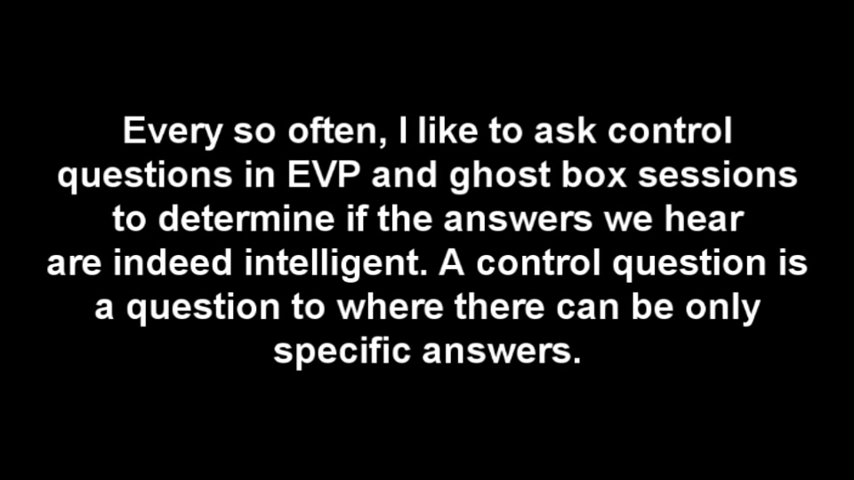 Every so often, I like to ask control
questions in EVP and ghost box sessions
to determine if the answers we hear
are indeed intelligent. A control question is
a question to where there can be only
specific answers.